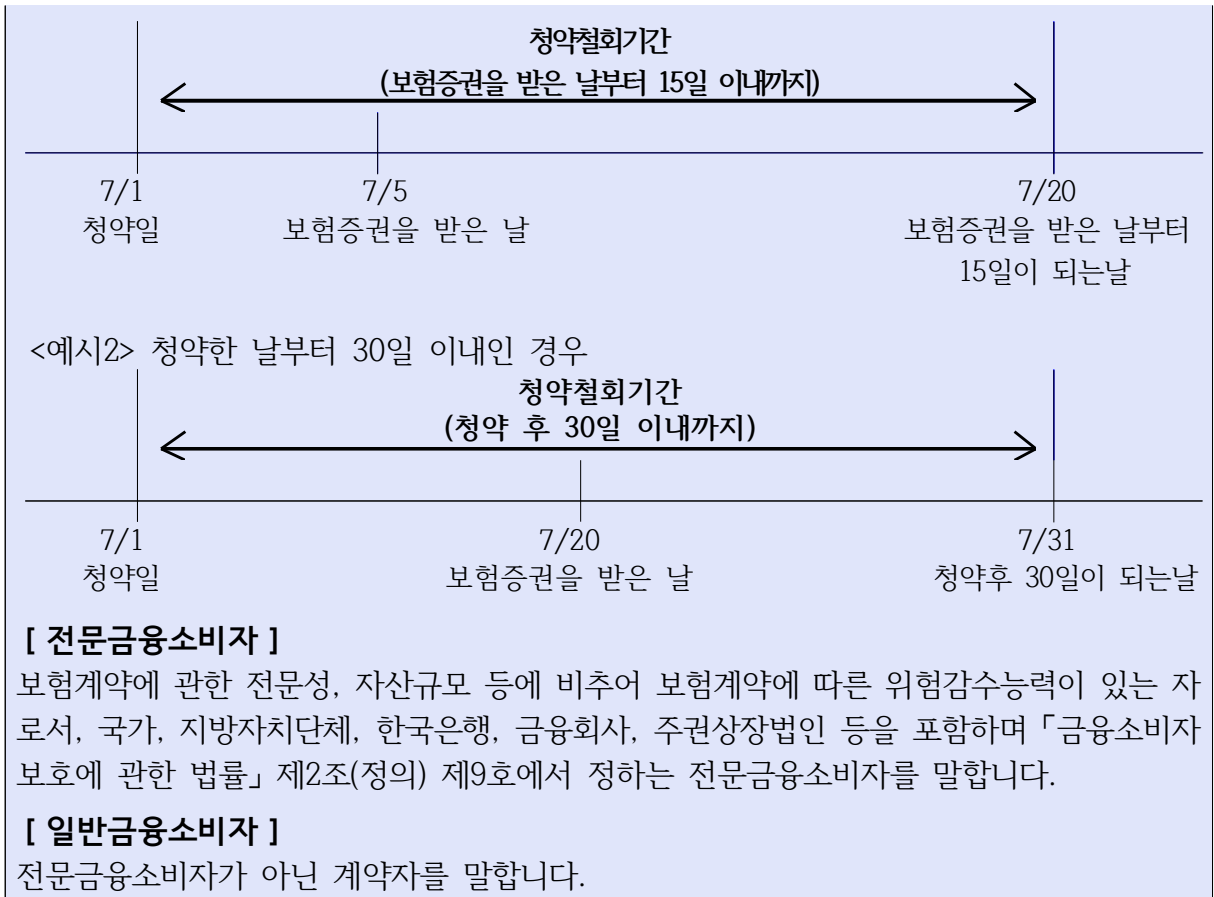 청약철회기간
(보험증권을 받은 날부터 15일 이내까지)
7/1
7/5
7/20
청약일
보험증권을 받은 날
보험증권을 받은 날부터
15일이 되는날
<예시2> 청약한 날부터 30일 이내인 경우
청약철회기간
(청약 후 30일 이내까지)
7/1
7/20
7/31
청약일
보험증권을 받은 날
청약후 30일이 되는날
[ 전문금융소비자 ]
보험계약에 관한 전문성, 자산규모 등에 비추어 보험계약에 따른 위험감수능력이 있는 자
로서, 국가, 지방자치단체, 한국은행, 금융회사, 주권상장법인 등을 포함하며「금융소비자
보호에 관한 법률」제2조(정의) 제9호에서 정하는 전문금융소비자를 말합니다.
[ 일반금융소비자 ]
전문금융소비자가 아닌 계약자를 말합니다.